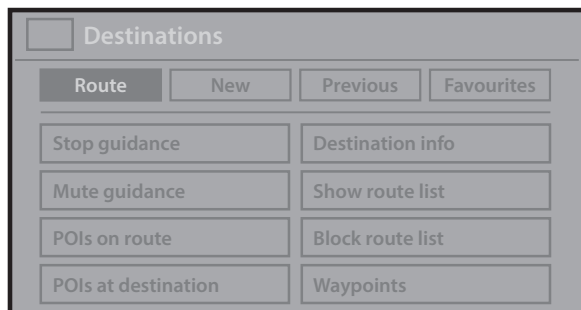 Destinations
Route New Previous Favourites
Stop guidance Destination info
Mute guidance Show route list
POIs on route Block route list
POIs at destination Waypoints